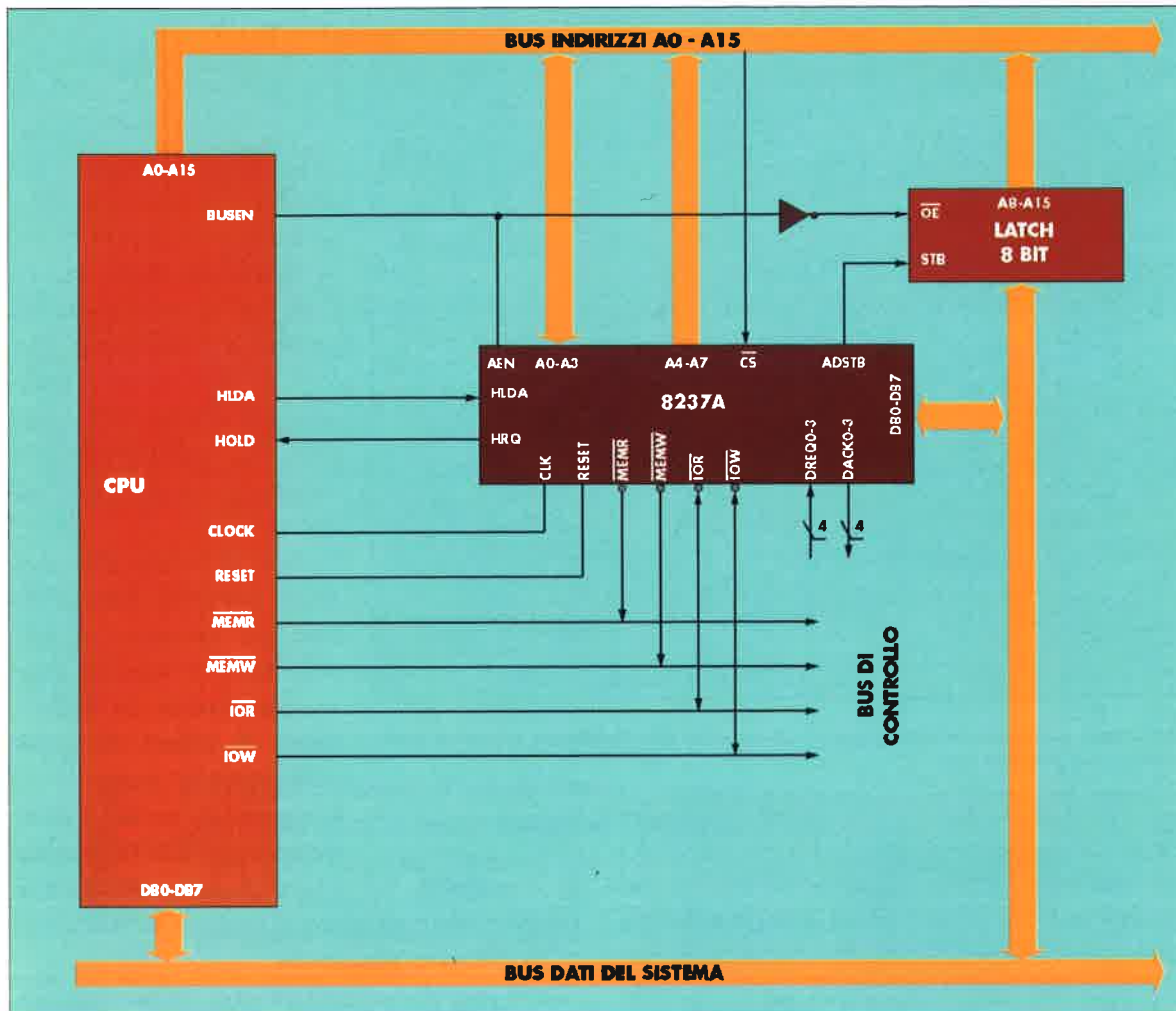 BUS INDIRIZZI A0 - A15
A0-A15
BUSEN
A8-A15
OE
LATCH
8 BIT
STB
AEN A0-A3 A4-A7 CS ADSTB
HLDA
HLDA
8237A
DB0-DB7
HOLD
HRQ
CLK
RESET
MEMR
MEMW
IOR
IOW
DREQ0-3
DACK0-3
CPU
4 4
CLOCK
RESET
MEMR
MEMW
IOR
IOW
BUS DI
CONTROLLO
DB0-DB7
BUS DATI DEL SISTEMA